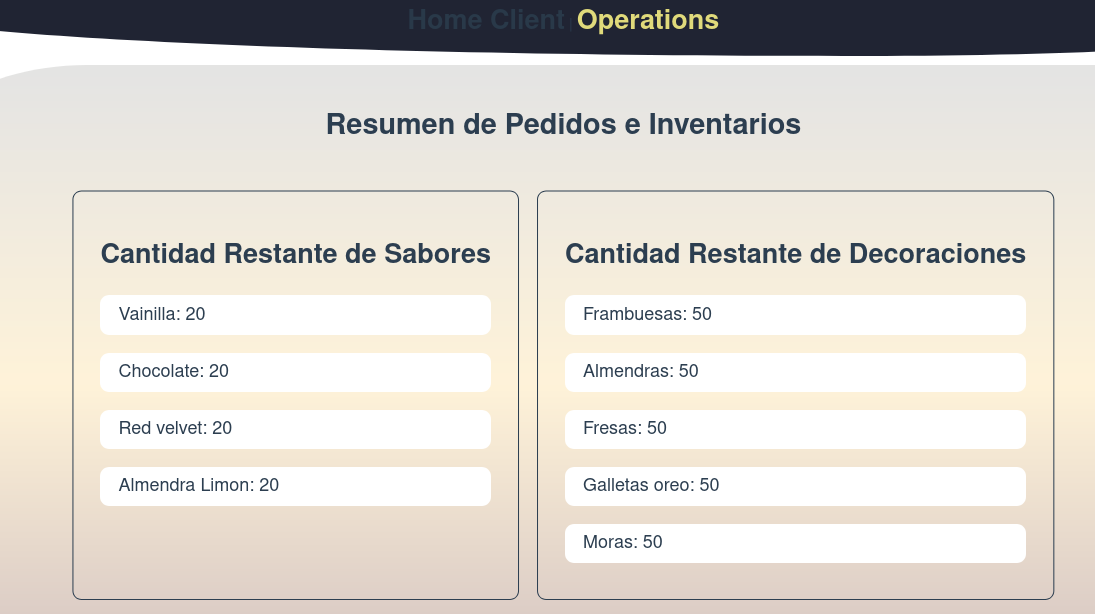 Home Client | Operations
Resumen de Pedidos e Inventarios
Cantidad Restante de Sabores
Vainilla: 20
Chocolate: 20
Red velvet: 20
Almendra Limon: 20
Cantidad Restante de Decoraciones
Frambuesas: 50
Almendras: 50
Fresas: 50
Galletas oreo: 50
Moras: 50